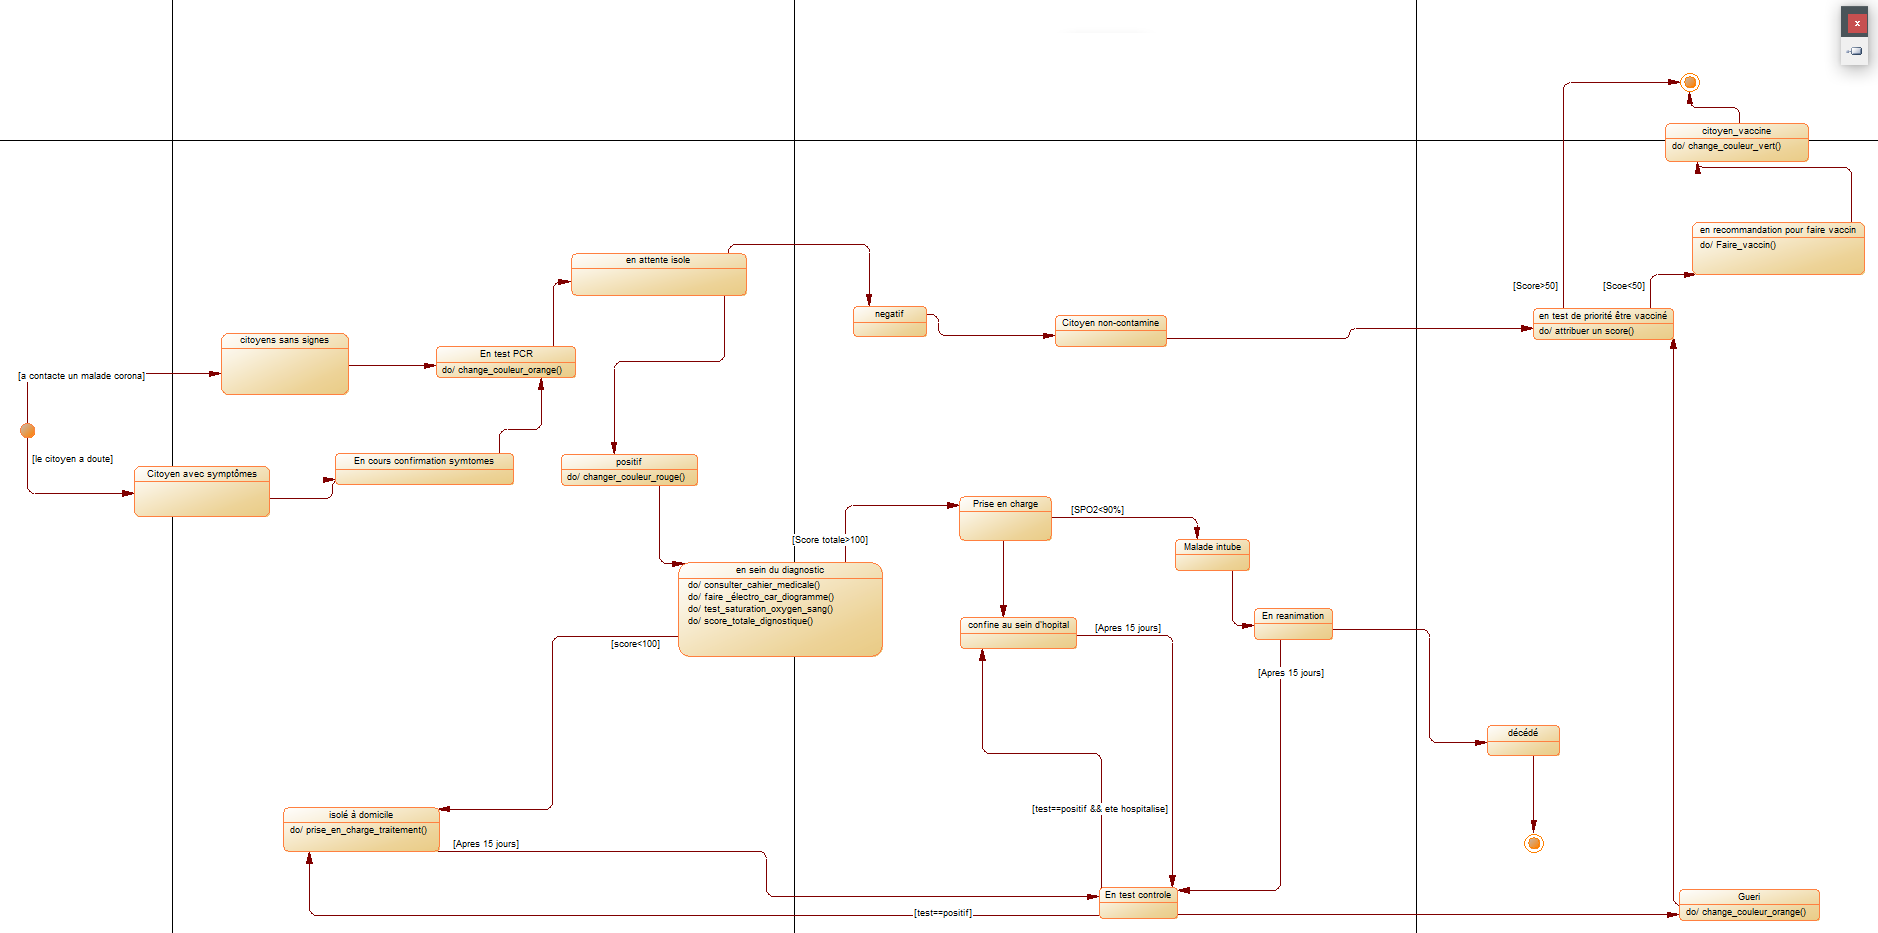 x
citoyen_vaccine
do/ change_couleur_vert()
en recommandation pour faire vaccin
do/ Faire_vaccin()
en attente isole
[Score>50]
[Scoe<50]
negatif
Citoyen non-contamine
en test de priorité être vacciné
do/ attribuer un score()
citoyens sans signes
En test PCR
do/ change_couleur_orange()
[a contacte un malade corona]
[le citoyen a doute]
Citoyen avec symptômes
En cours confirmation symtomes
positif
do/ changer_couleur_rouge()
Prise en charge
[SPO2<90%]
[Score totale>100]
Malade intube
en sein du diagnostic
do/ consulter_cahier_medicale()
do/ faire _électro_car_diogramme()
do/ test_saturation_oxygen_sang()
do/ score_totale_dignostique()
[score<100]
confine au sein d'hopital
[Apres 15 jours]
En reanimation
[Apres 15 jours]
décédé
[test==positif && ete hospitalise]
isolé à domicile
do/ prise_en_charge_traitement()
[Apres 15 jours]
En test controle
[test==positif]
Gueri
do/ change_couleur_orange()